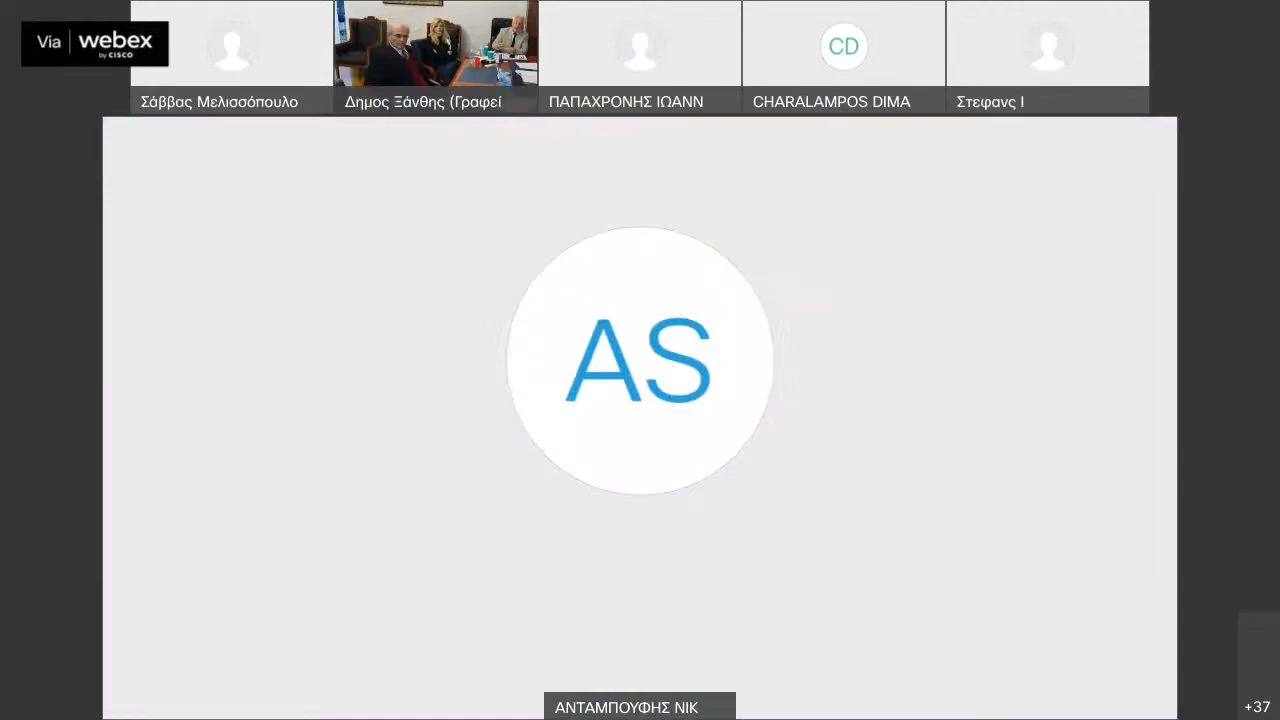 Via webex
by CISCO
Σάββας Μελισσόπουλο
Δημος Ξάνθης (Γραφεί
ΠΑΠΑΧΡΟΝΗΣ ΙΩΑΝΝ
CD
CHARALAMPOS DIMA
Στεφανς Ι
AS
ΑΝΤΑΜΠΟΥΦΗΣ ΝΙΚ
+37